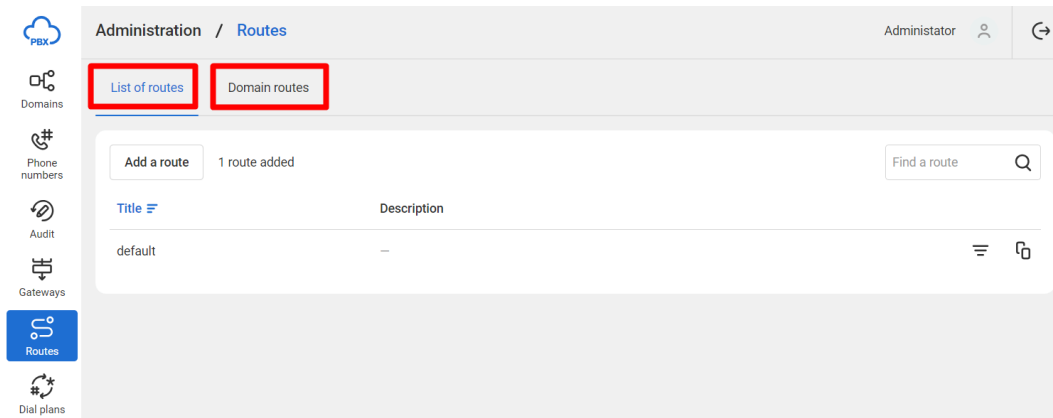 PBX
Administration / Routes
Administator
Domains
Phone
numbers
Audit
Gateways
Routes
Dial plans
List of routes
Domain routes
Add a route
1 route added
Find a route
Title
Description
default
—